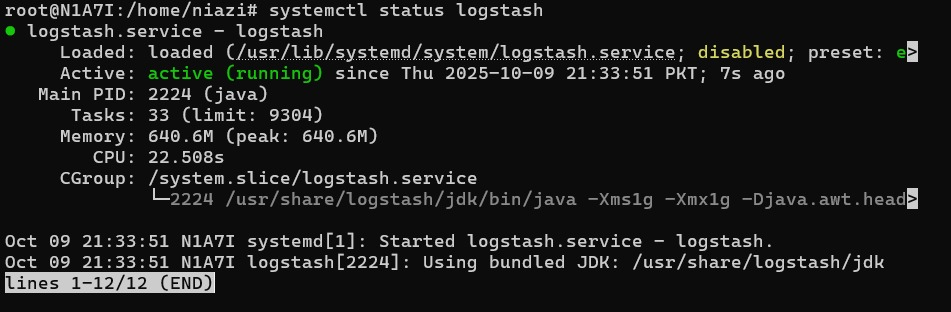 root@N1A7I:/home/niazi# systemctl status logstash
● logstash.service - logstash
Loaded: loaded (/usr/lib/systemd/system/logstash.service; disabled; preset: e>
Active: active (running) since Thu 2025-10-09 21:33:51 PKT; 7s ago
Main PID: 2224 (java)
Tasks: 33 (limit: 9304)
Memory: 640.6M (peak: 640.6M)
CPU: 22.508s
CGroup: /system.slice/logstash.service
└─2224 /usr/share/logstash/jdk/bin/java -Xms1g -Xmx1g -Djava.awt.head>
Oct 09 21:33:51 N1A7I systemd[1]: Started logstash.service - logstash.
Oct 09 21:33:51 N1A7I logstash[2224]: Using bundled JDK: /usr/share/logstash/jdk
lines 1-12/12 (END)